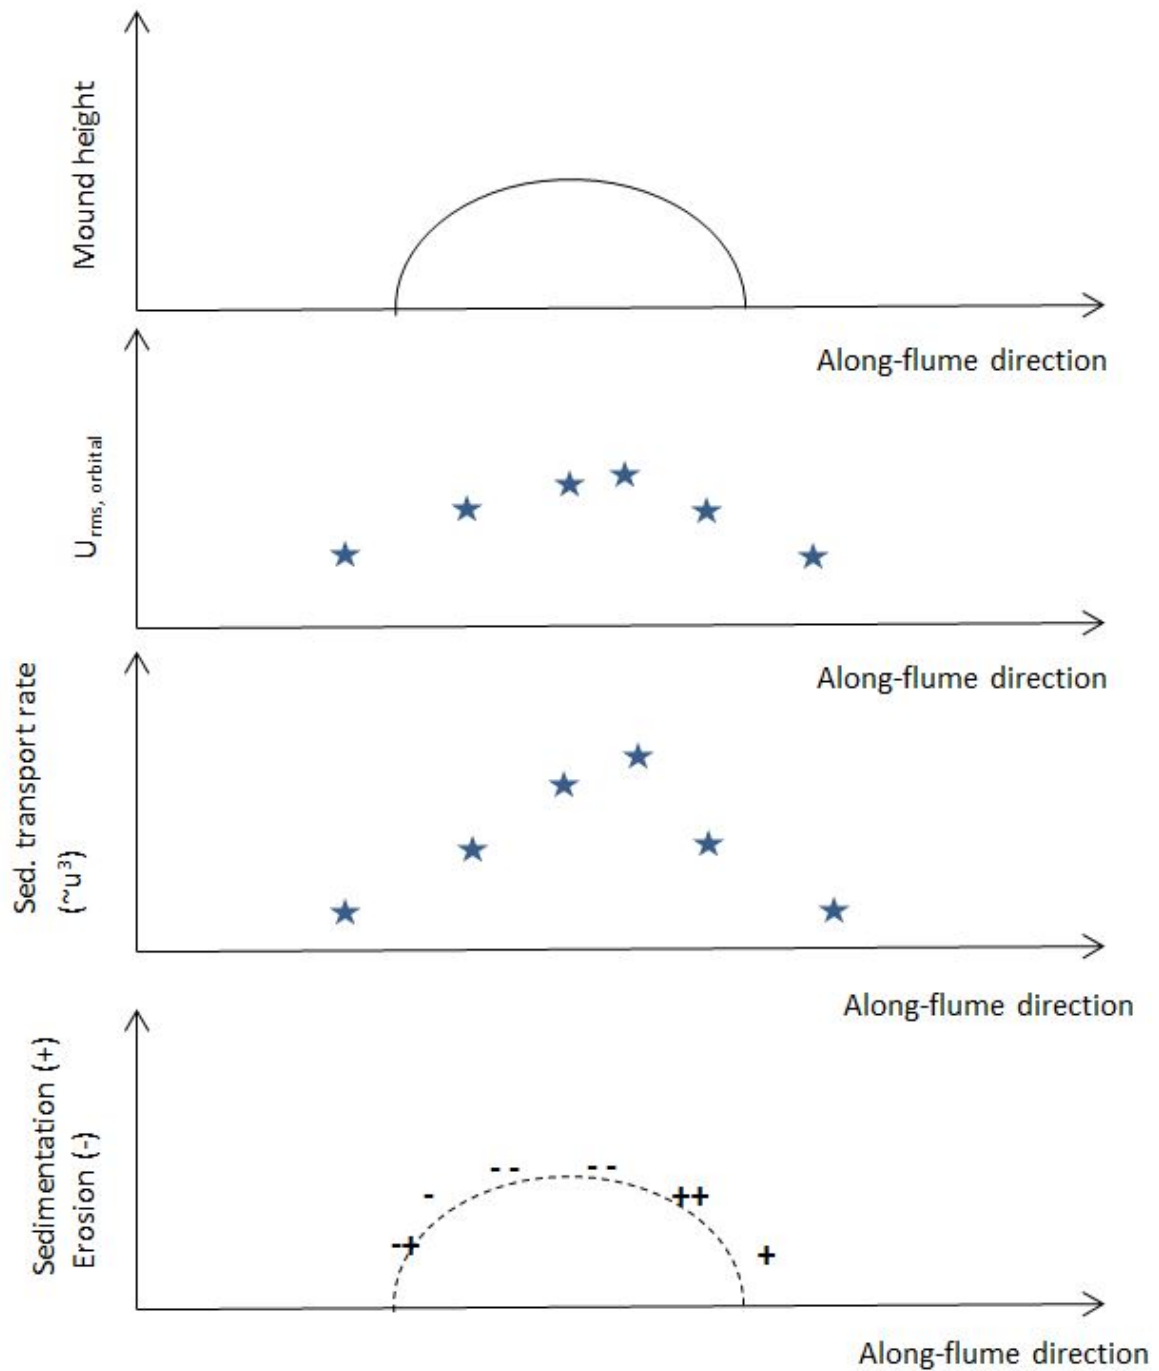 Mound height
Along-flume direction
Urms, orbital
Along-flume direction
Sed. transport rate
(~u³)
Along-flume direction
Sedimentation (+)
Erosion (-)
- -
- -
-
++
-+
+
Along-flume direction